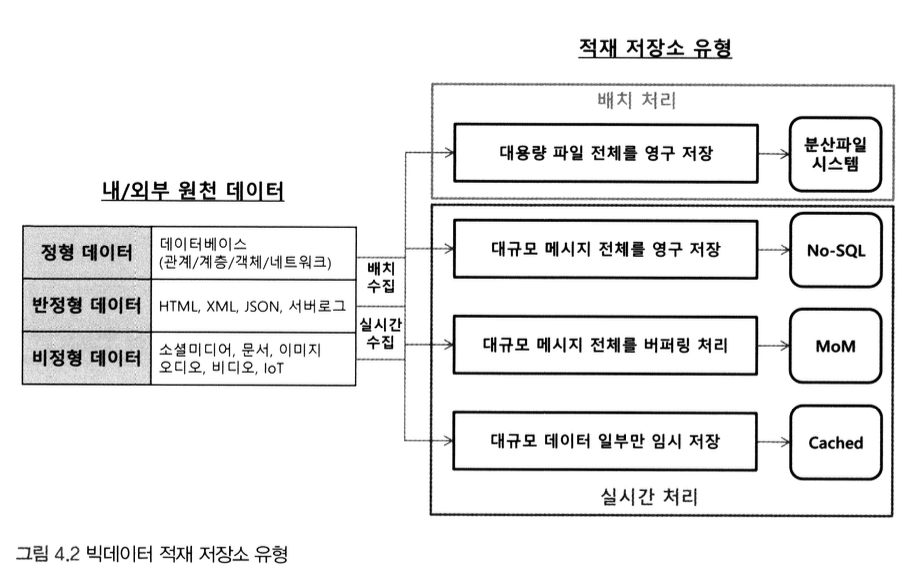 적재 저장소 유형
배치 처리
대용량 파일 전체를 영구 저장
분산파일
시스템
내/외부 원천 데이터
정형 데이터
데이터베이스
(관계/계층/객체/네트워크)
반정형 데이터
HTML, XML, JSON, 서버로그
비정형 데이터
소셜미디어, 문서, 이미지
오디오, 비디오, IoT
배치
수집
실시간
수집
대규모 메시지 전체를 영구 저장
No-SQL
대규모 메시지 전체를 버퍼링 처리
MoM
대규모 데이터 일부만 임시 저장
Cached
실시간 처리
그림 4.2 빅데이터 적재 저장소 유형